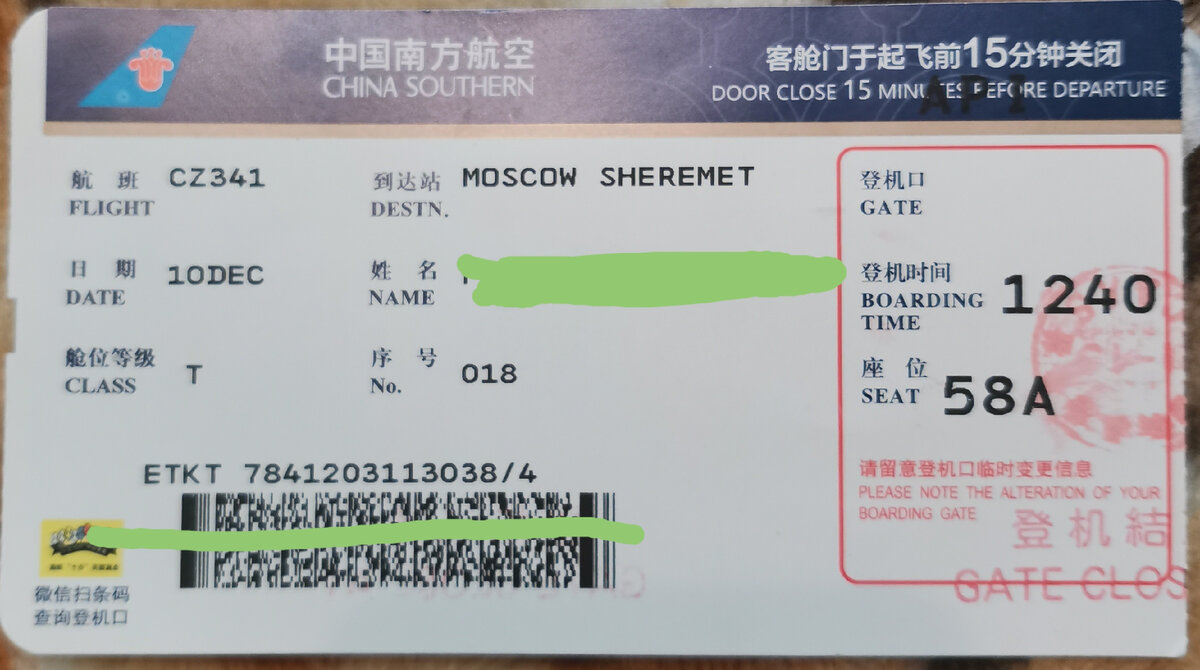 中国南方航空
CHINA SOUTHERN
客舱门于起飞前15分钟关闭
DOOR CLOSE 15 MINUTES BEFORE DEPARTURE
API
航 班 CZ341
FLIGHT
到达站 MOSCOW SHEREMET
DESTN.
登机口
GATE
日 期 10DEC
DATE
姓 名
NAME
登机时间
BOARDING TIME 1240
舱位等级
CLASS T
序 号
No. 018
座 位
SEAT 58A
ETKT 7841203113038/4
请留意登机口临时变更信息
PLEASE NOTE THE ALTERATION OF YOUR
BOARDING GATE
登机結
GATE CLOS
微信扫条码
查询登机口